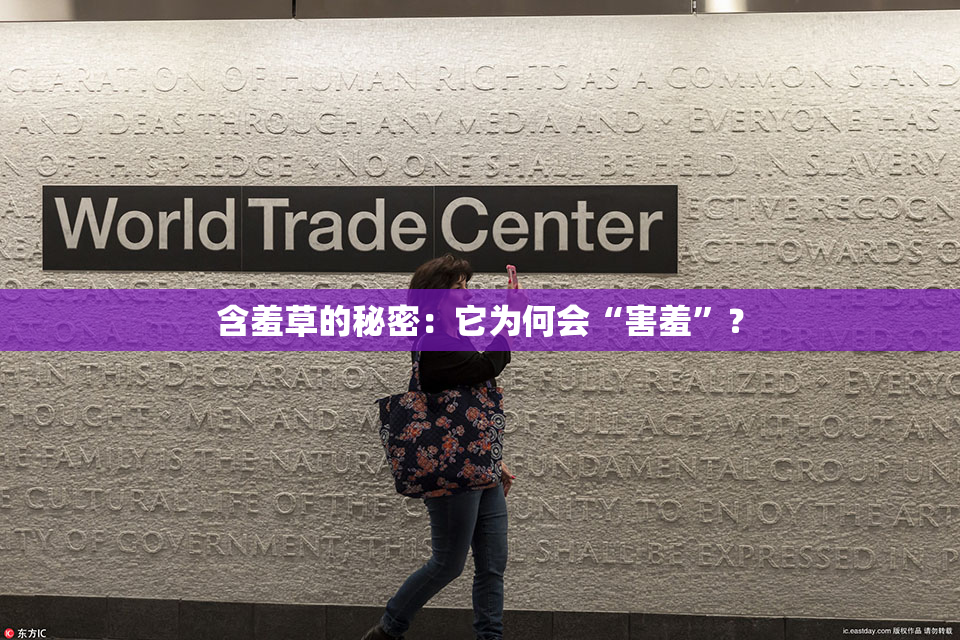 CLARATION OF HUMAN RIGHTS AS A COMMON STAND
AND IDEAS THROUGH ANY MEDIA AND EVERYONE HAS
OF THIS PLEDGE NO ONE SHALL BE HELD IN SLAVERY
World Trade Center
ECTIVE RECOGN
ACT TOWARDS O
含羞草的秘密：它为何会“害羞”？
IN THIS DECLARATION FULLY REALIZED EVERYO
THOUGHT MEN AND OF FULL AGE WITHO
FAMILY IS THE NATURA FUNDAMENTAL GROUP
CULTURAL LIFE OF THE UNITY, TO ENJOY THE ART
TY OF GOVERNMENT; THIS SHALL BE EXPRESSED IN P
东方IC
ic.eastday.com 版权作品 请勿转载